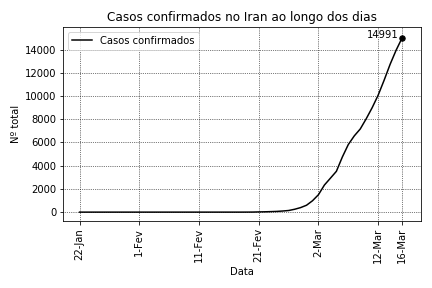 Casos confirmados no Iran ao longo dos dias
Casos confirmados
14991
14000
12000
10000
8000
6000
4000
2000
0
Nº total
22-Jan
1-Fev
11-Fev
21-Fev
2-Mar
12-Mar
16-Mar
Data